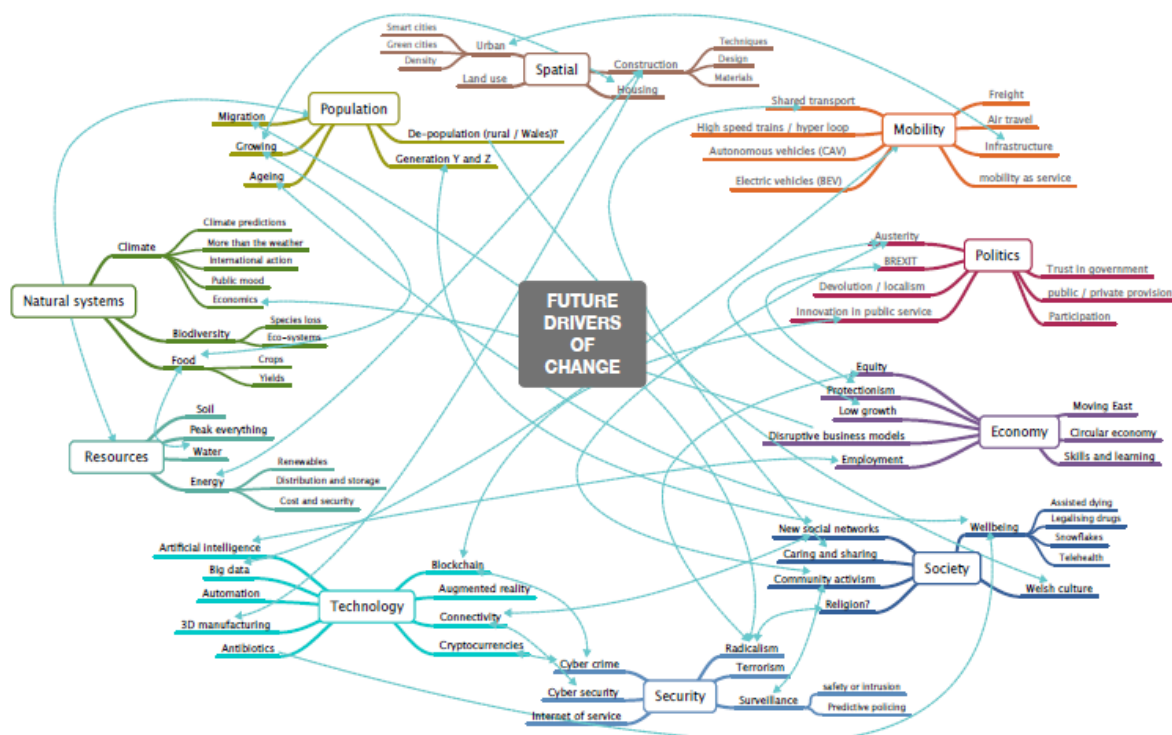 Smart cities
Green cities
Density
Urban
Land use
Spatial
Construction
Housing
Techniques
Design
Materials
Population
Migration
Growing
Ageing
De-population (rural / Wales)?
Generation Y and Z
Shared transport
High speed trains / hyper loop
Autonomous vehicles (CAV)
Electric vehicles (BEV)
Mobility
Freight
Air travel
Infrastructure
mobility as service
Natural systems
Climate
Climate predictions
More than the weather
International action
Public mood
Economics
Biodiversity
Species loss
Eco-systems
Food
Crops
Yields
FUTURE
DRIVERS
OF
CHANGE
Austerity
BREXIT
Devolution / localism
Innovation in public service
Politics
Trust in government
public / private provision
Participation
Resources
Soil
Peak everything
Water
Energy
Renewables
Distribution and storage
Cost and security
Equity
Protectionism
Low growth
Disruptive business models
Employment
Economy
Moving East
Circular economy
Skills and learning
Artificial intelligence
Big data
Automation
3D manufacturing
Antibiotics
Technology
Blockchain
Augmented reality
Connectivity
Cryptocurrencies
New social networks
Caring and sharing
Community activism
Religion?
Society
Wellbeing
Assisted dying
Legalising drugs
Snowflakes
Telehealth
Welsh culture
Cyber crime
Cyber security
Internet of service
Security
Radicalism
Terrorism
Surveillance
safety or intrusion
Predictive policing